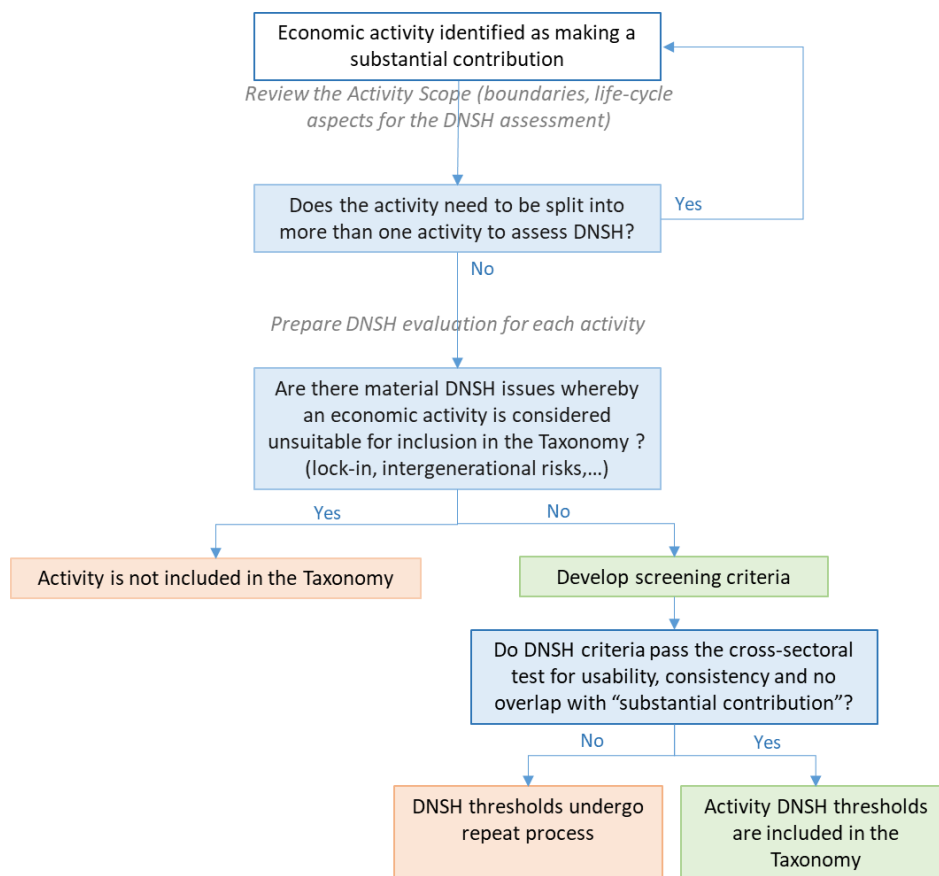 Economic activity identified as making a
substantial contribution
Review the Activity Scope (boundaries, life-cycle
aspects for the DNSH assessment)
Does the activity need to be split into
more than one activity to assess DNSH?
Yes
No
Prepare DNSH evaluation for each activity
Are there material DNSH issues whereby
an economic activity is considered
unsuitable for inclusion in the Taxonomy ?
(lock-in, intergenerational risks,...)
Yes
No
Activity is not included in the Taxonomy
Develop screening criteria
Do DNSH criteria pass the cross-sectoral
test for usability, consistency and no
overlap with “substantial contribution”?
No
Yes
DNSH thresholds undergo
repeat process
Activity DNSH thresholds
are included in the
Taxonomy